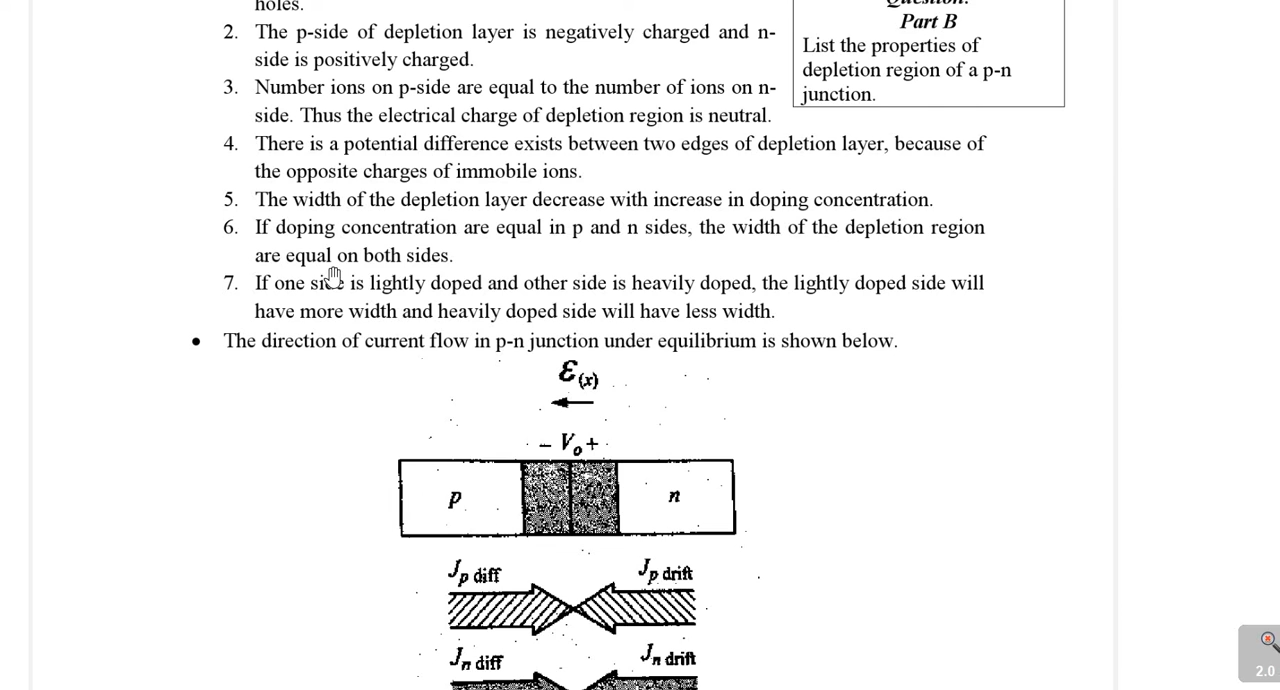 holes.
2. The p-side of depletion layer is negatively charged and n-
side is positively charged.
3. Number ions on p-side are equal to the number of ions on n-
side. Thus the electrical charge of depletion region is neutral.
Part B
List the properties of
depletion region of a p-n
junction.
4. There is a potential difference exists between two edges of depletion layer, because of
the opposite charges of immobile ions.
5. The width of the depletion layer decrease with increase in doping concentration.
6. If doping concentration are equal in p and n sides, the width of the depletion region
are equal on both sides.
7. If one side is lightly doped and other side is heavily doped, the lightly doped side will
have more width and heavily doped side will have less width.
• The direction of current flow in p-n junction under equilibrium is shown below.
Ɛ(x)
− Vo +
p n
Jp diff Jp drift
Jn diff Jn drift
2.0